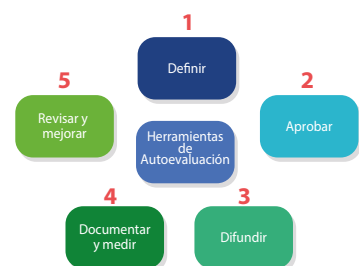 1
Definir
2
Aprobar
3
Difundir
4
Documentar
y medir
5
Revisar y
mejorar
Herramientas
de
Autoevaluación